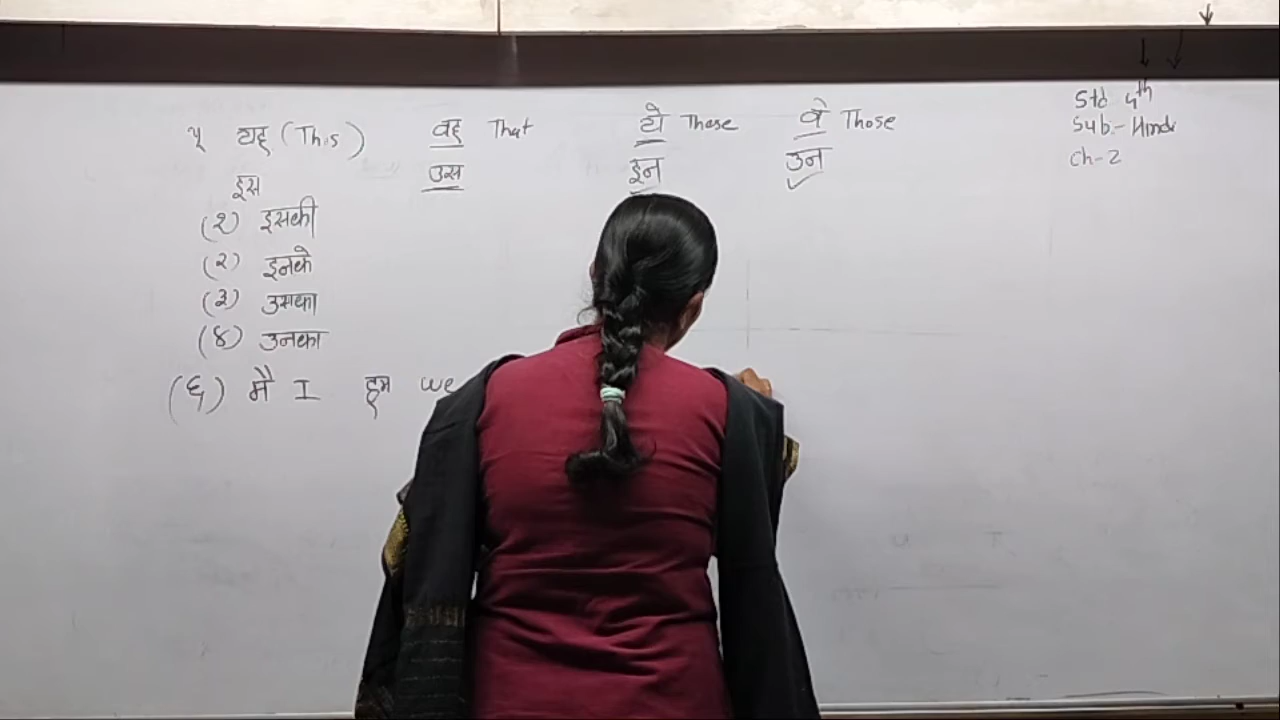 ५ यह (This) वह That ये These वे Those
इस उस इन उन
(१) इसकी
(२) इनके
(३) उसका
(४) उनका
(६) मै I हम we
Std 4th
Sub.- Hindi
Ch-2